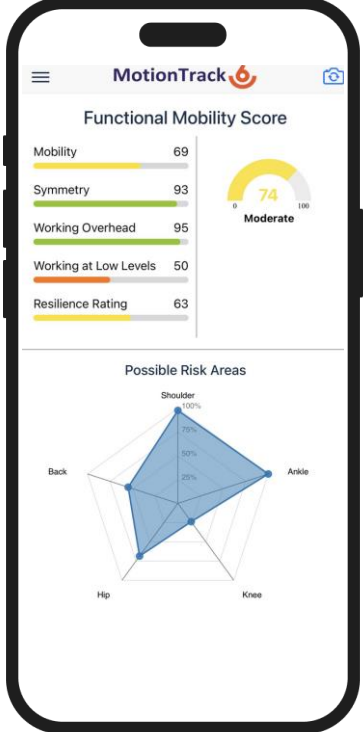 MotionTrack
Functional Mobility Score
Mobility 69
Symmetry 93
Working Overhead 95
Working at Low Levels 50
Resilience Rating 63
74
0 100
Moderate
Possible Risk Areas
Shoulder
100%
75%
50%
25%
Back
Ankle
Hip
Knee